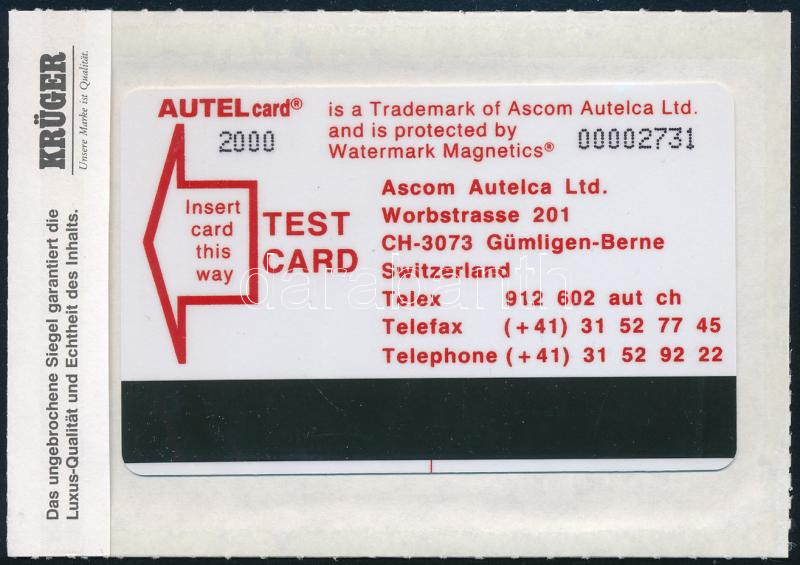 KRÜGER
Unsere Marke ist Qualität.
Das ungebrochene Siegel garantiert die
Luxus-Qualität und Echtheit des Inhalts.
AUTELcard®
2000
is a Trademark of Ascom Autelca Ltd.
and is protected by
Watermark Magnetics®
00002731
Insert
card
this
way
TEST
CARD
Ascom Autelca Ltd.
Worbstrasse 201
CH-3073 Gümligen-Berne
Switzerland
Telex 912 602 aut ch
Telefax (+41) 31 52 77 45
Telephone (+41) 31 52 92 22
darabanth